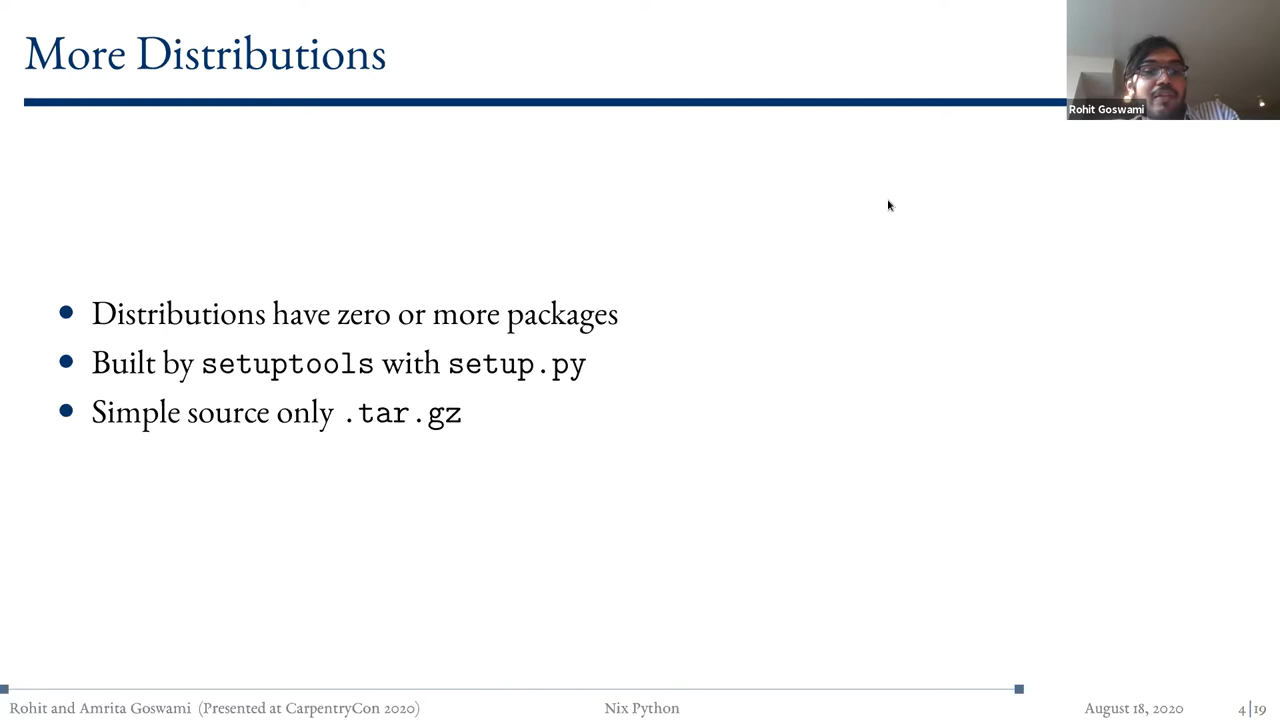 More Distributions
Rohit Goswami
Distributions have zero or more packages
Built by setuptools with setup.py
Simple source only .tar.gz
Rohit and Amrita Goswami (Presented at CarpentryCon 2020) Nix Python August 18, 2020 4|19